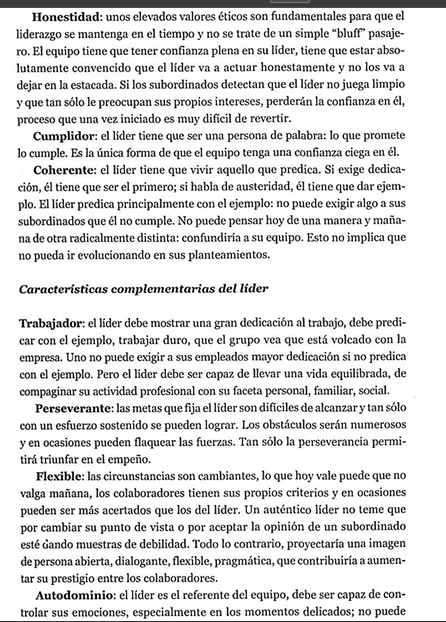 Honestidad: unos elevados valores éticos son fundamentales para que el
liderazgo se mantenga en el tiempo y no se trate de un simple “bluff” pasaje-
ro. El equipo tiene que tener confianza plena en su líder, tiene que estar abso-
lutamente convencido que el líder va a actuar honestamente y no los va a
dejar en la estacada. Si los subordinados detectan que el líder no juega limpio
y que tan sólo le preocupan sus propios intereses, perderán la confianza en él,
proceso que una vez iniciado es muy difícil de revertir.
Cumplidor: el líder tiene que ser una persona de palabra: lo que promete
lo cumple. Es la única forma de que el equipo tenga una confianza ciega en él.
Coherente: el líder tiene que vivir aquello que predica. Si exige dedica-
ción, él tiene que ser el primero; si habla de austeridad, él tiene que dar ejem-
plo. El líder predica principalmente con el ejemplo: no puede exigir algo a sus
subordinados que él no cumple. No puede pensar hoy de una manera y maña-
na de otra radicalmente distinta: confundiría a su equipo. Esto no implica que
no pueda ir evolucionando en sus planteamientos.
Características complementarias del líder
Trabajador: el líder debe mostrar una gran dedicación al trabajo, debe predi-
car con el ejemplo, trabajar duro, que el grupo vea que está volcado con la
empresa. Uno no puede exigir a sus empleados mayor dedicación si no predica
con el ejemplo. Pero el líder debe ser capaz de llevar una vida equilibrada, de
compaginar su actividad profesional con su faceta personal, familiar, social.
Perseverante: las metas que fija el líder son difíciles de alcanzar y tan sólo
con un esfuerzo sostenido se pueden lograr. Los obstáculos serán numerosos
y en ocasiones pueden flaquear las fuerzas. Tan sólo la perseverancia permi-
tirá triunfar en el empeño.
Flexible: las circunstancias son cambiantes, lo que hoy vale puede que no
valga mañana, los colaboradores tienen sus propios criterios y en ocasiones
pueden ser más acertados que los del líder. Un auténtico líder no teme que
por cambiar su punto de vista o por aceptar la opinión de un subordinado
esté dando muestras de debilidad. Todo lo contrario, proyectaría una imagen
de persona abierta, dialogante, flexible, pragmática, que contribuiría a aumen-
tar su prestigio entre los colaboradores.
Autodominio: el líder es el referente del equipo, debe ser capaz de con-
trolar sus emociones, especialmente en los momentos delicados; no puede